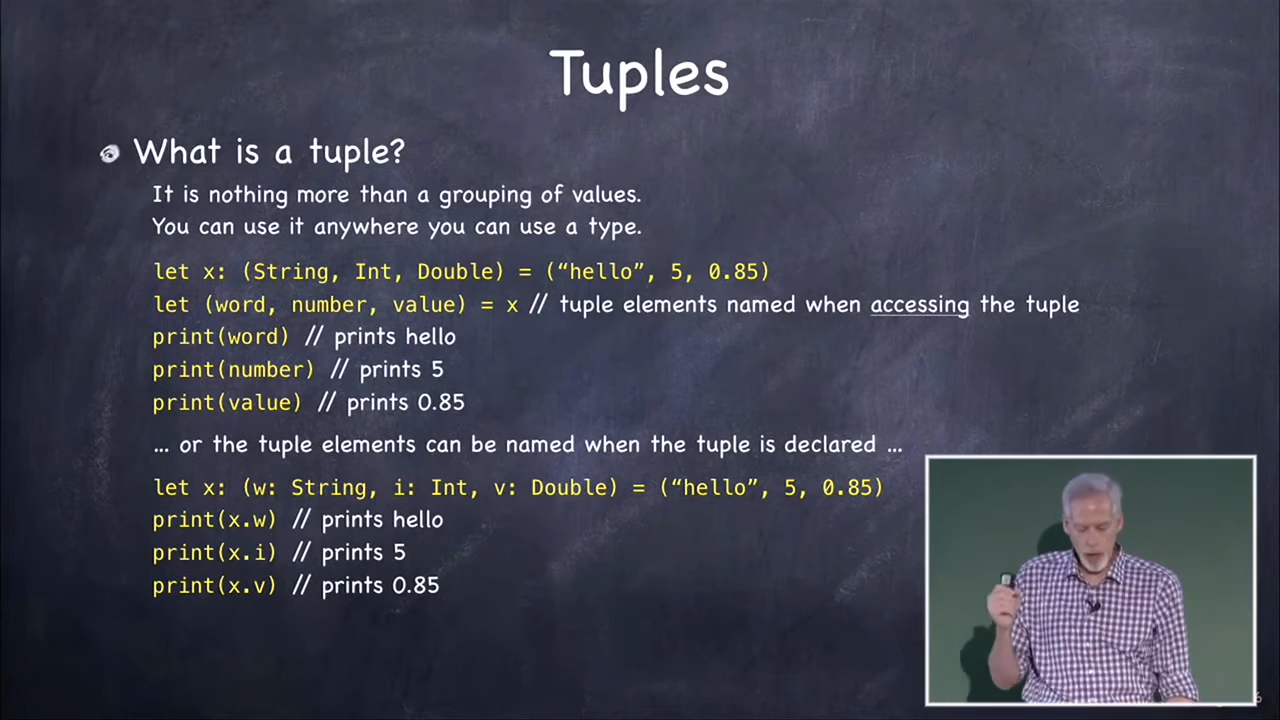 Tuples
What is a tuple?
It is nothing more than a grouping of values.
You can use it anywhere you can use a type.
let x: (String, Int, Double) = (“hello”, 5, 0.85)
let (word, number, value) = x // tuple elements named when accessing the tuple
print(word) // prints hello
print(number) // prints 5
print(value) // prints 0.85
... or the tuple elements can be named when the tuple is declared ...
let x: (w: String, i: Int, v: Double) = (“hello”, 5, 0.85)
print(x.w) // prints hello
print(x.i) // prints 5
print(x.v) // prints 0.85